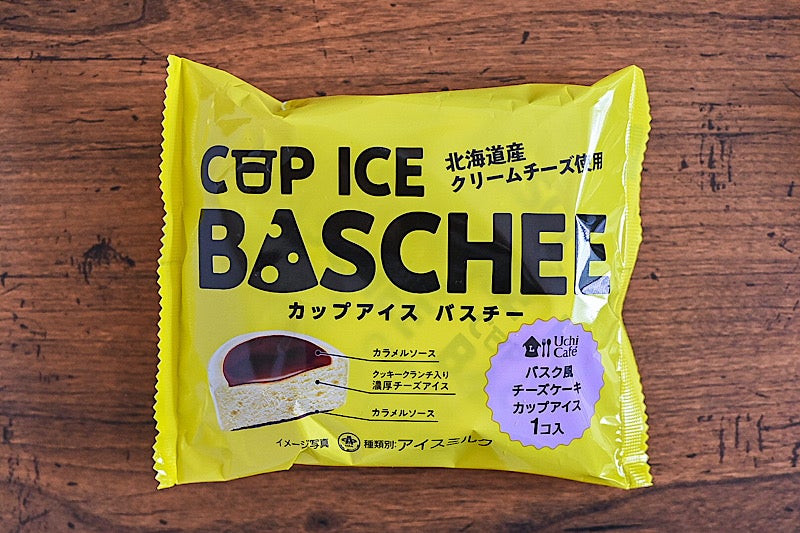 CUP ICE
北海道産
クリームチーズ使用
BASCHEE
カップアイス バスチー
カラメルソース
クッキークランチ入り
濃厚チーズアイス
カラメルソース
Uchi
Café
バスク風
チーズケーキ
カップアイス
1コ入
イメージ写真
種類別:アイスミルク